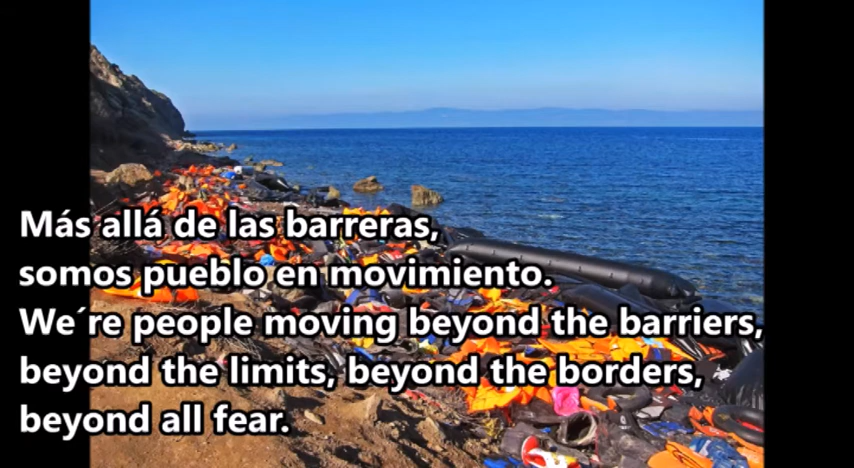 Más allá de las barreras,
somos pueblo en movimiento.
We´re people moving beyond the barriers,
beyond the limits, beyond the borders,
beyond all fear.